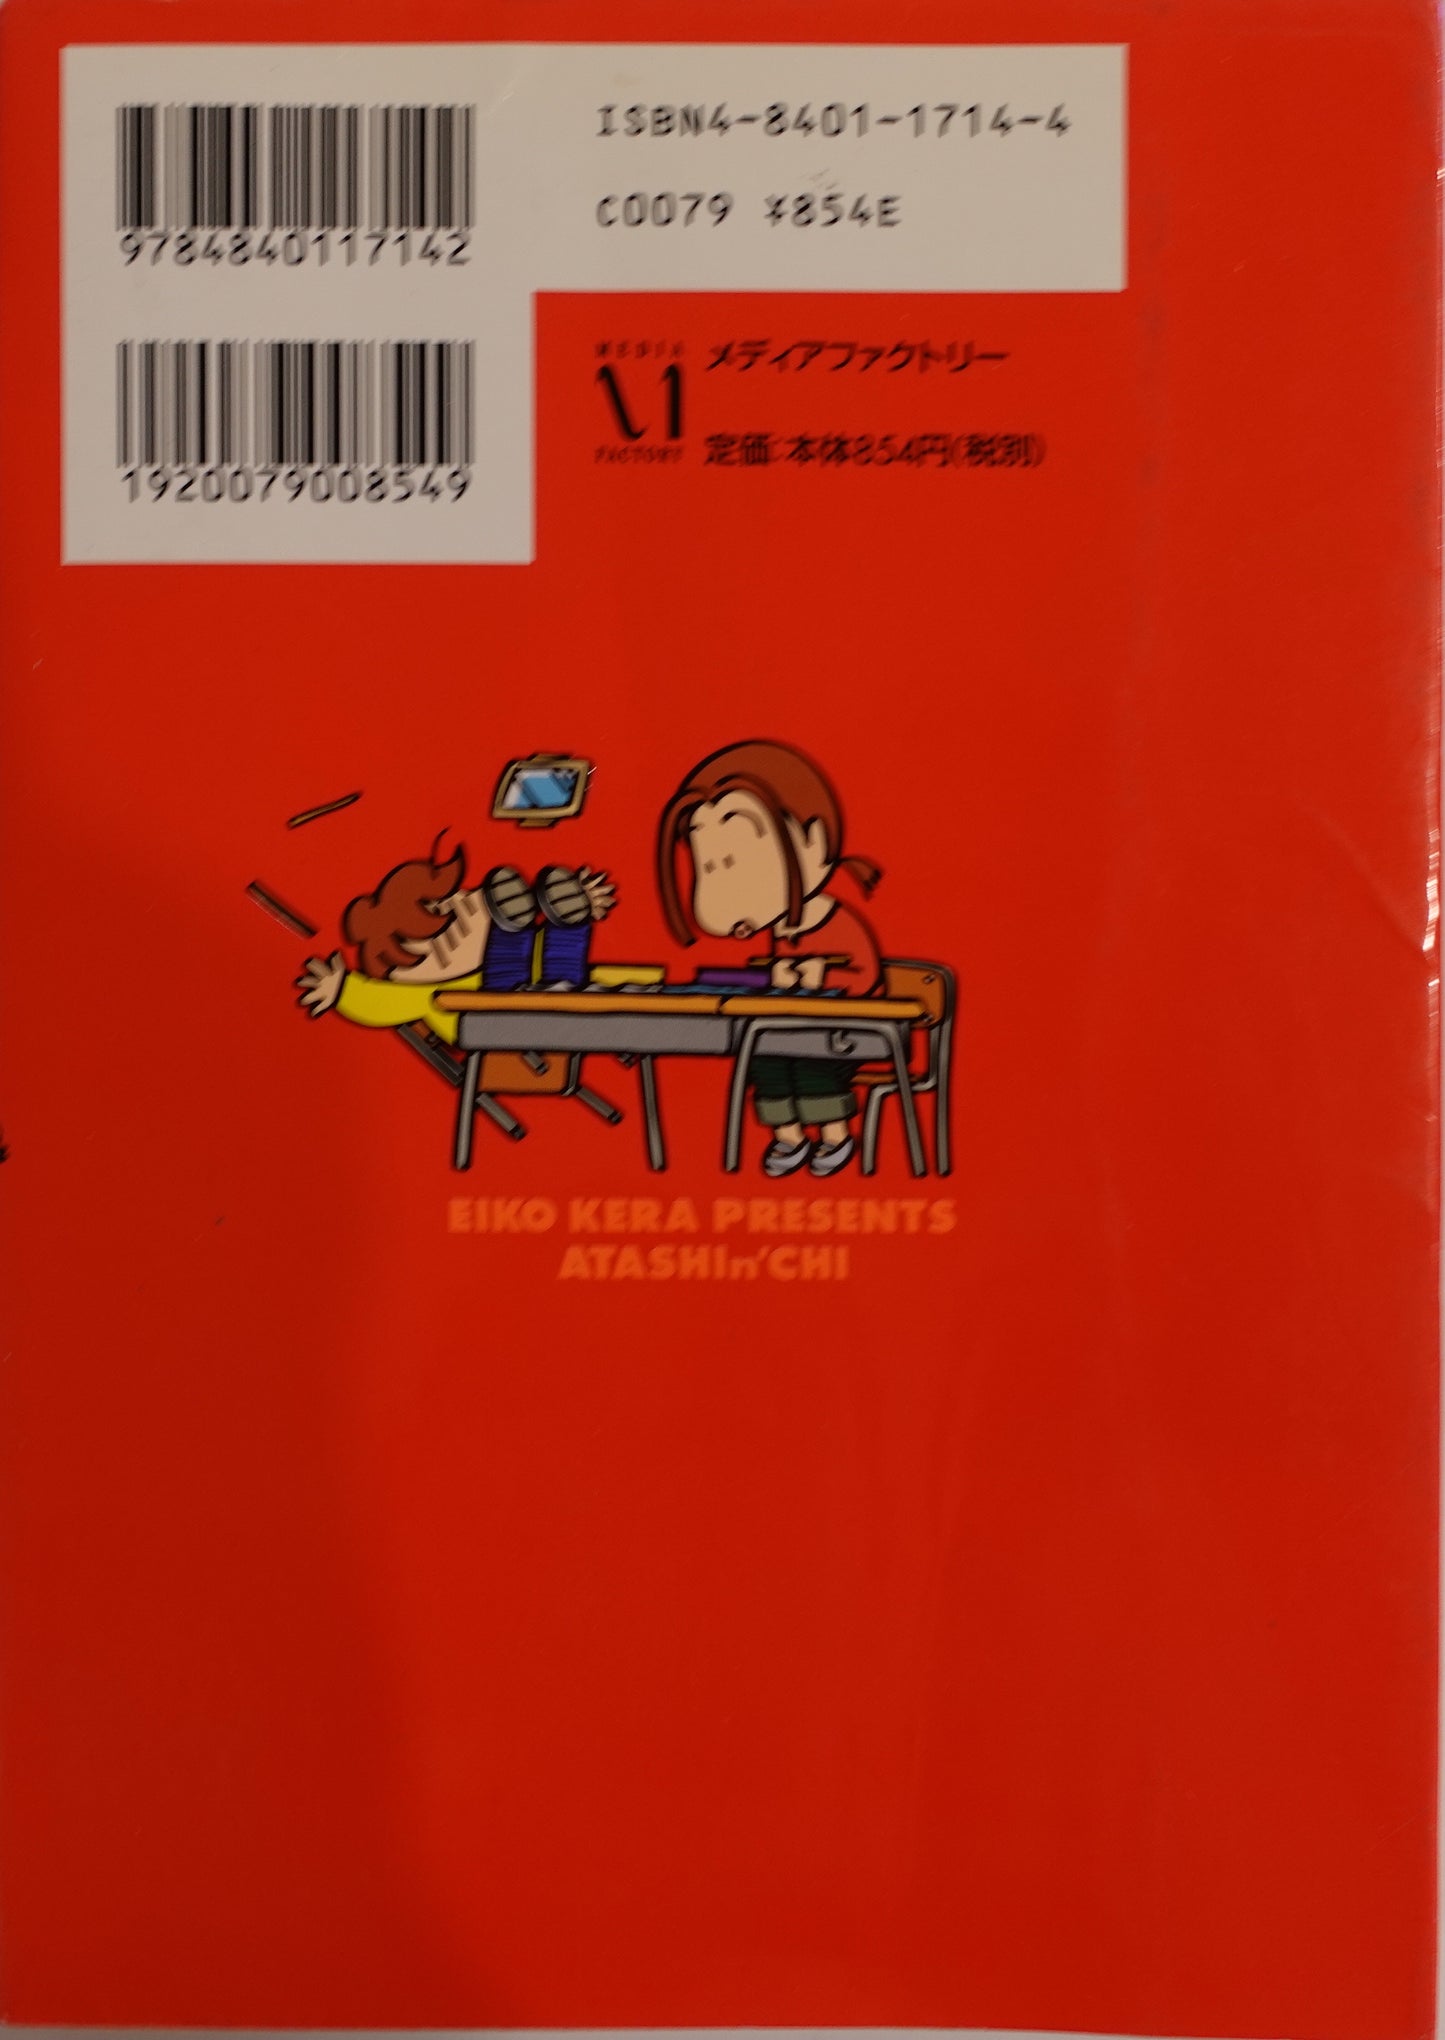 ISBN4-8401-1714-4
C0079 ¥854E
9784840117142
1920079008549
MEDIA
FACTORY
メディアファクトリー
定価:本体854円(税別)
EIKO KERA PRESENTS
ATASHIn'CHI